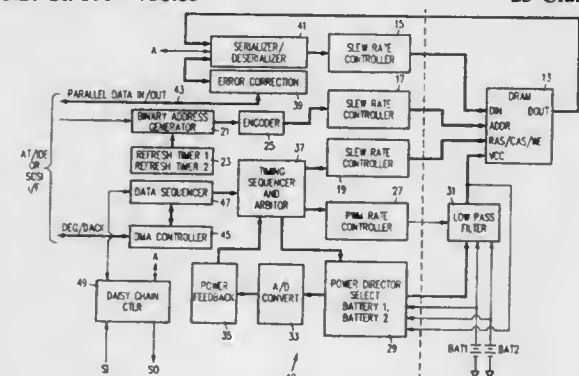 41
15
A
SERIALIZER/
DESERIALIZER
SLEW RATE
CONTROLLER
PARALLEL DATA IN/OUT
43
ERROR CORRECTION
39
17
13
DRAM
DIN
DOUT
ADDR
RAS/CAS/WE
VCC
BINARY ADDRESS
GENERATOR
21
ENCODER
25
SLEW RATE
CONTROLLER
AT/IDE
OR
SCSI
I/F
REFRESH TIMER 1
REFRESH TIMER 2
23
37
TIMING
SEQUENCER
AND
ARBITOR
SLEW RATE
CONTROLLER
19
27
DATA SEQUENCER
47
PWM RATE
CONTROLLER
31
LOW PASS
FILTER
DMA CONTROLLER
45
49
A
DAISY CHAIN
CTLR
POWER
FEEDBACK
35
A/D
CONVERT
33
POWER DIRECTOR
SELECT
BATTERY 1,
BATTERY 2
29
SI
SO
BAT1
BAT2